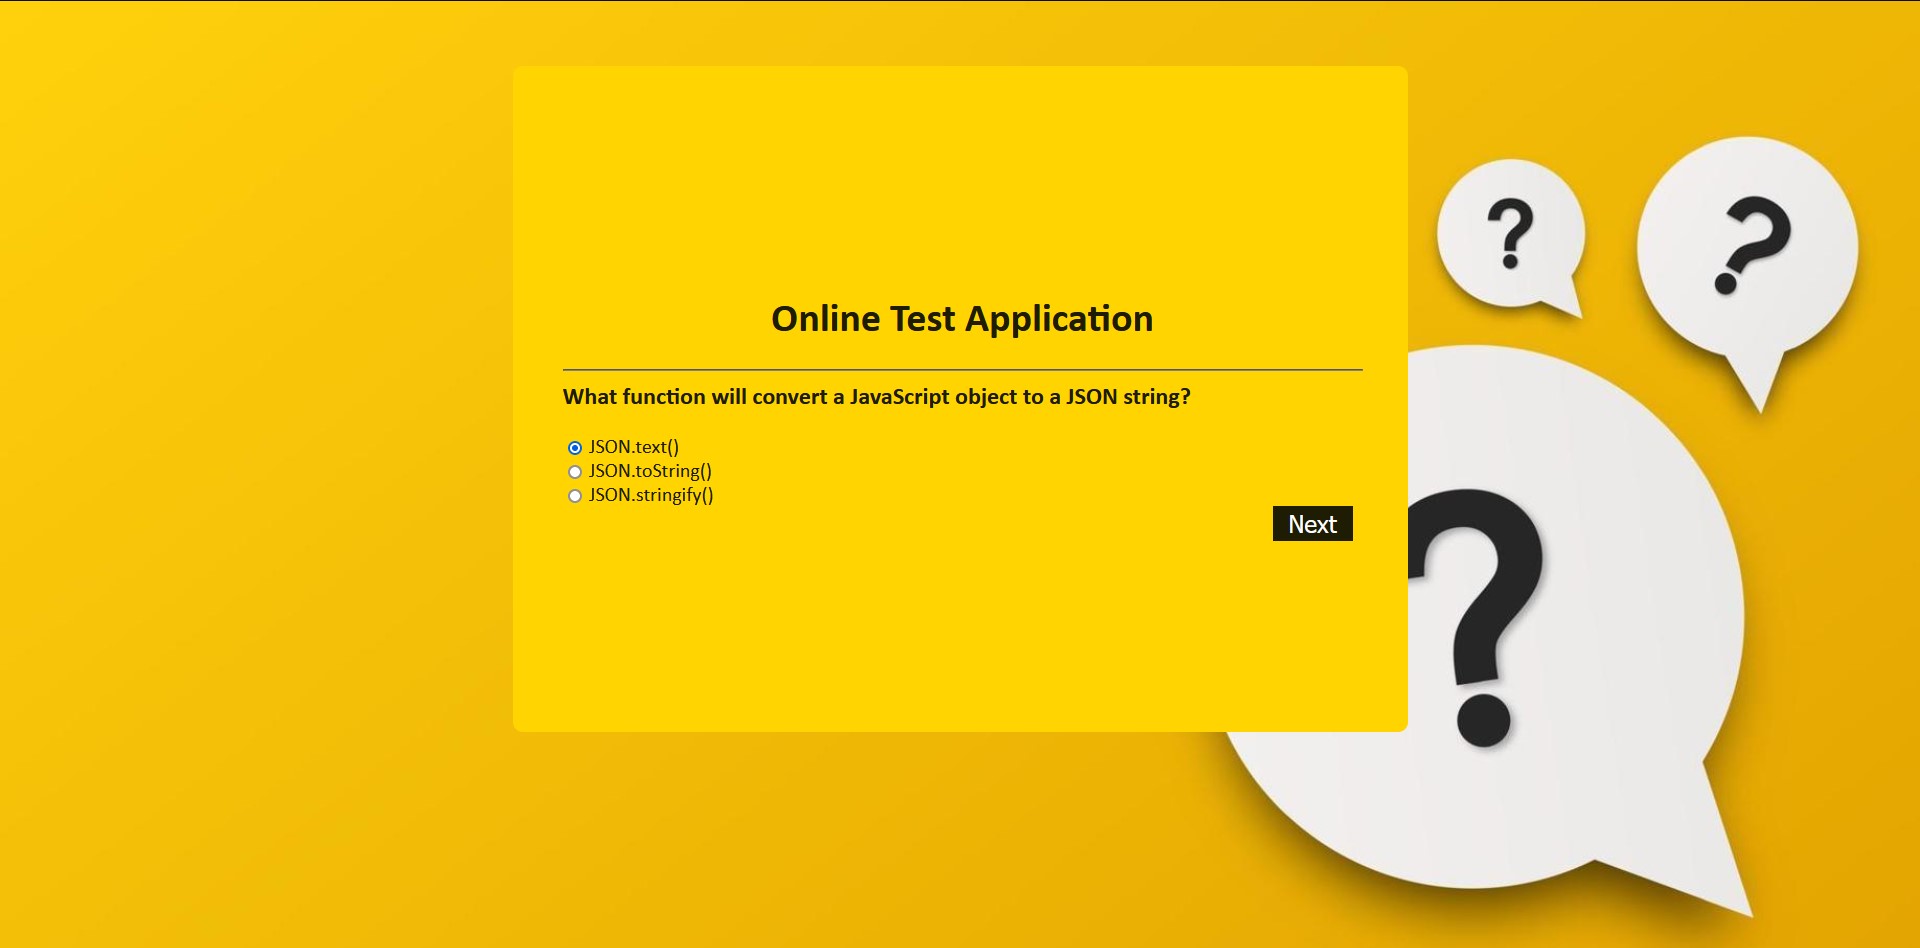 Online Test Application
What function will convert a JavaScript object to a JSON string?
JSON.text()
JSON.toString()
JSON.stringify()
Next
?
?
?